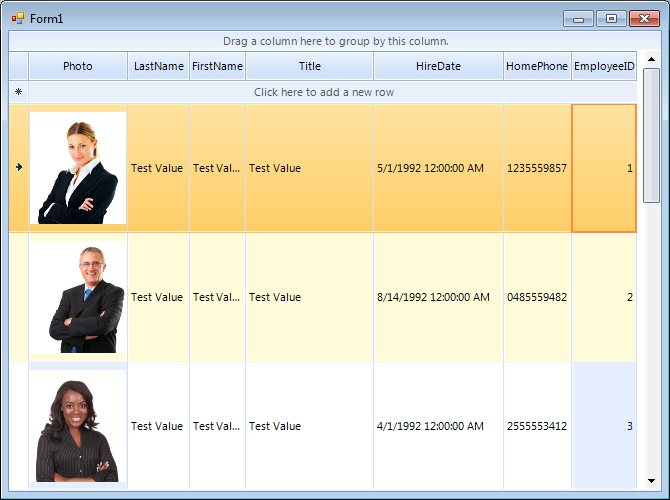 Form1
Drag a column here to group by this column.
Photo LastName FirstName Title HireDate HomePhone EmployeeID
Click here to add a new row
Test Value Test Val... Test Value 5/1/1992 12:00:00 AM 1235559857 1
Test Value Test Val... Test Value 8/14/1992 12:00:00 AM 0485559482 2
Test Value Test Val... Test Value 4/1/1992 12:00:00 AM 2555553412 3